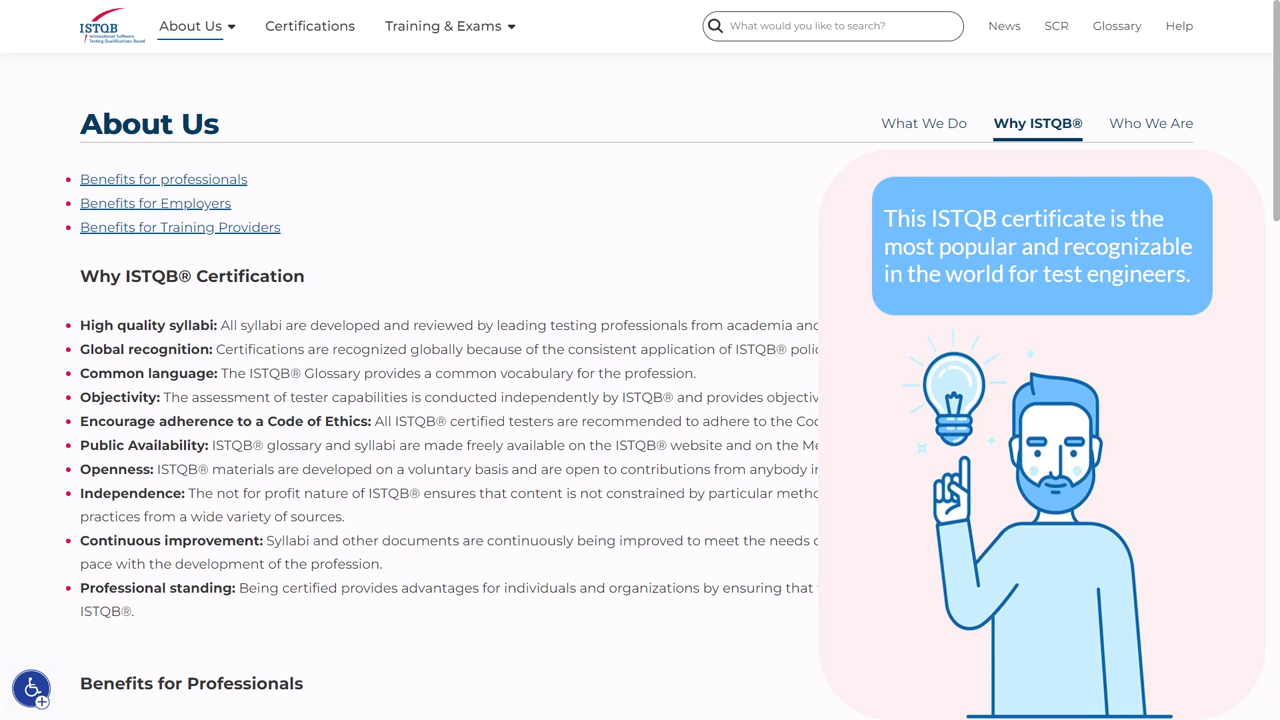 ISTQB
International Software
Testing Qualifications Board
About Us
Certifications
Training & Exams
What would you like to search?
News
SCR
Glossary
Help
About Us
What We Do
Why ISTQB®
Who We Are
Benefits for professionals
Benefits for Employers
Benefits for Training Providers
Why ISTQB® Certification
High quality syllabi: All syllabi are developed and reviewed by leading testing professionals from academia and
Global recognition: Certifications are recognized globally because of the consistent application of ISTQB®
Common language: The ISTQB® Glossary provides a common vocabulary for the profession.
Objectivity: The assessment of tester capabilities is conducted independently by ISTQB® and provides
Encourage adherence to a Code of Ethics: All ISTQB® certified testers are recommended to adhere to the
Public Availability: ISTQB® glossary and syllabi are made freely available on the ISTQB® website and on the
Openness: ISTQB® materials are developed on a voluntary basis and are open to contributions from anybody
Independence: The not for profit nature of ISTQB® ensures that content is not constrained by particular
practices from a wide variety of sources.
Continuous improvement: Syllabi and other documents are continuously being improved to meet the needs
pace with the development of the profession.
Professional standing: Being certified provides advantages for individuals and organizations by ensuring that
ISTQB®.
Benefits for Professionals
This ISTQB certificate is the
most popular and recognizable
in the world for test engineers.